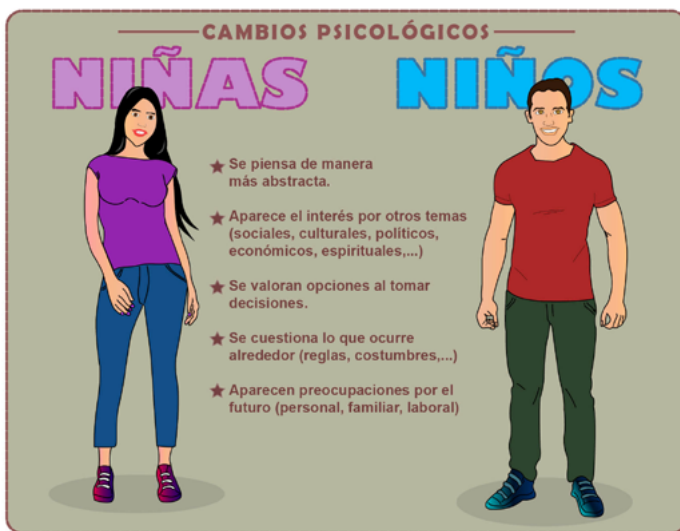 CAMBIOS PSICOLÓGICOS
NIÑAS
NIÑOS
Se piensa de manera
más abstracta.
Aparece el interés por otros temas
(sociales, culturales, políticos,
económicos, espirituales,...)
Se valoran opciones al tomar
decisiones.
Se cuestiona lo que ocurre
alrededor (reglas, costumbres,...)
Aparecen preocupaciones por el
futuro (personal, familiar, laboral)